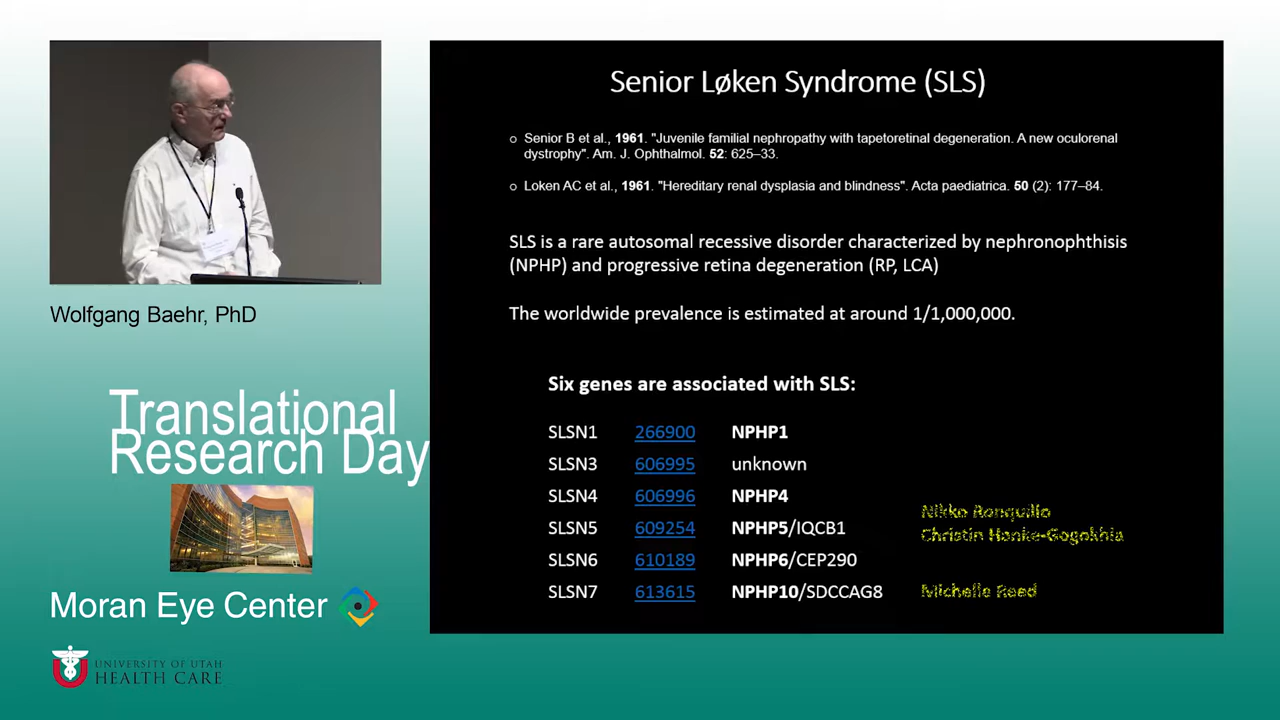 Senior Løken Syndrome (SLS)
Senior B et al., 1961. "Juvenile familial nephropathy with tapetoretinal degeneration. A new oculorenal
dystrophy". Am. J. Ophthalmol. 52: 625–33.
Loken AC et al., 1961. "Hereditary renal dysplasia and blindness". Acta paediatrica. 50 (2): 177–84.
SLS is a rare autosomal recessive disorder characterized by nephronophthisis
(NPHP) and progressive retina degeneration (RP, LCA)
The worldwide prevalence is estimated at around 1/1,000,000.
Six genes are associated with SLS:
SLSN1 266900 NPHP1
SLSN3 606995 unknown
SLSN4 606996 NPHP4
SLSN5 609254 NPHP5/IQCB1
SLSN6 610189 NPHP6/CEP290
SLSN7 613615 NPHP10/SDCCAG8
Nikko Ronquillo
Christin Hanke-Gogokhia
Michelle Reed
Wolfgang Baehr, PhD
Translational
Research Day
Moran Eye Center
UNIVERSITY OF UTAH
HEALTH CARE